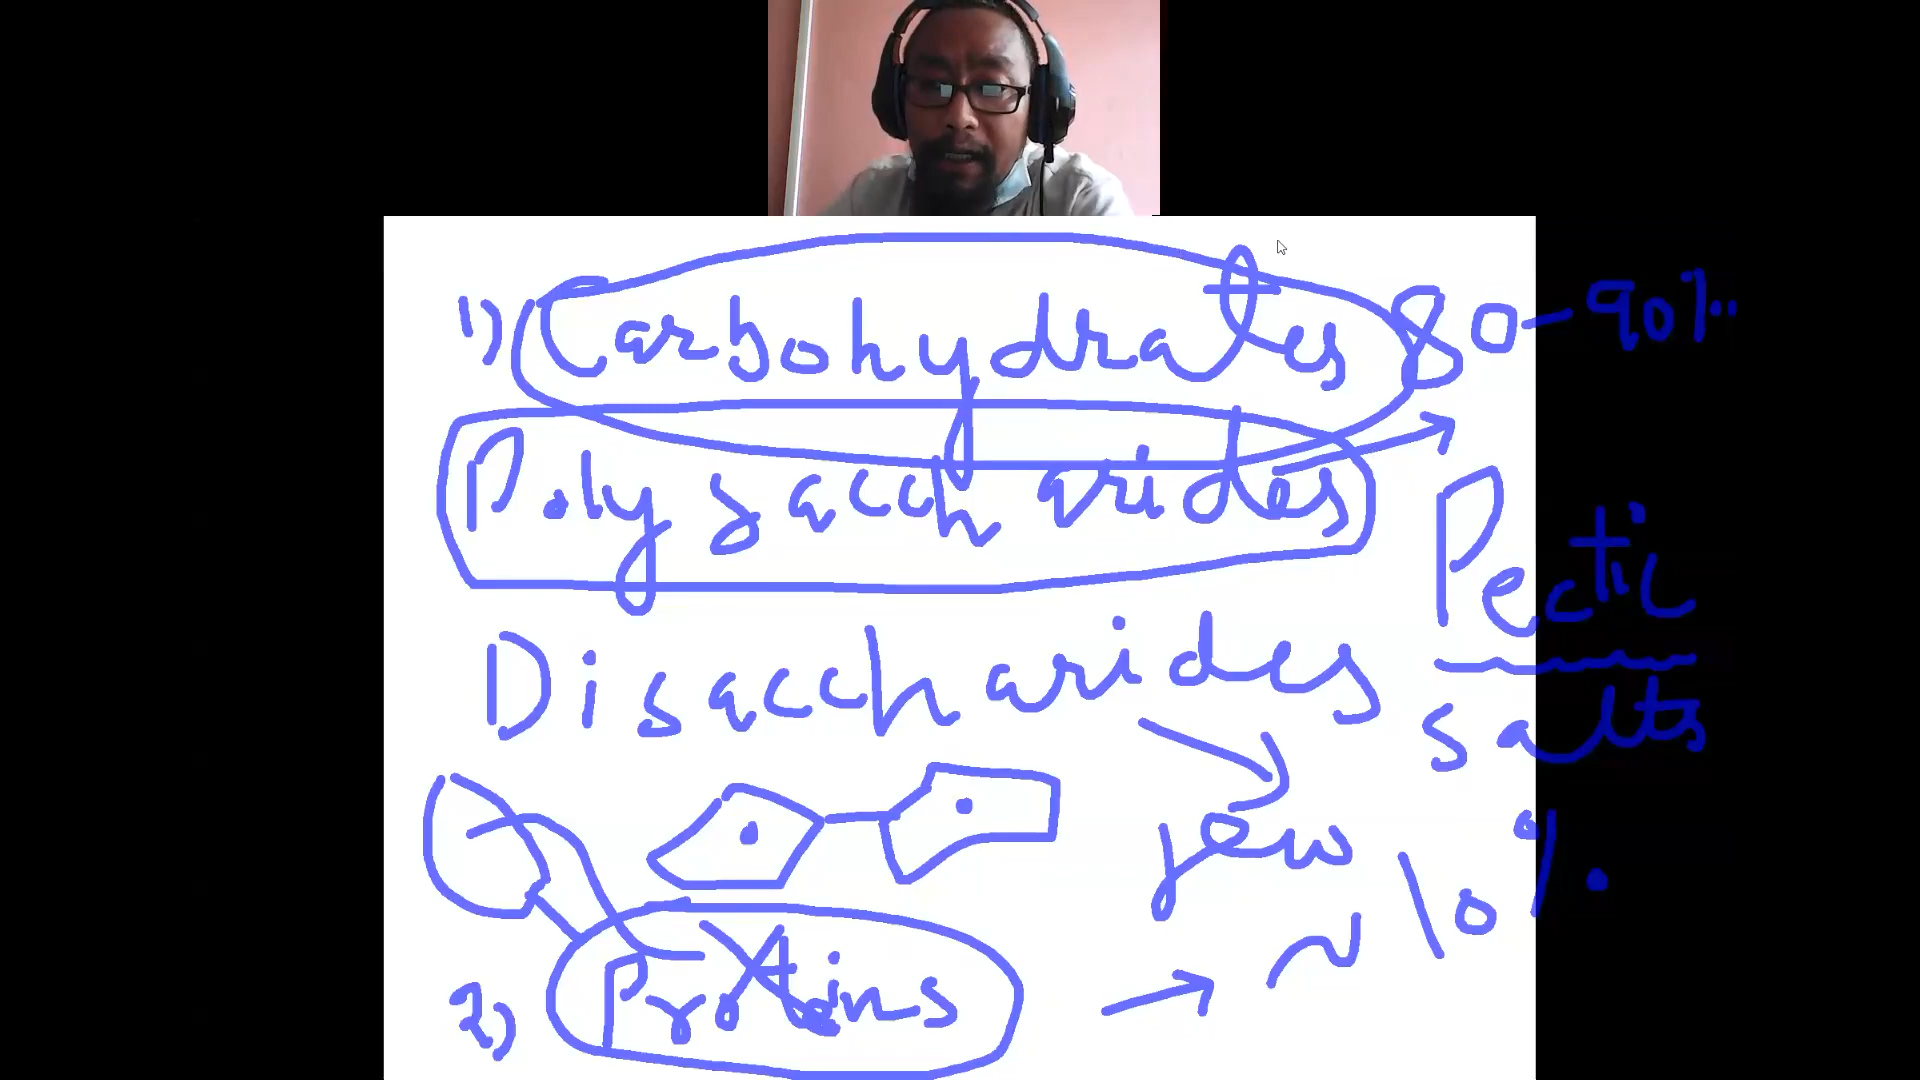 1) Carbohydrates 80-90%
Polysaccharides
Pectic
salts
Disaccharides
few
2) Proteins → ~ 10%